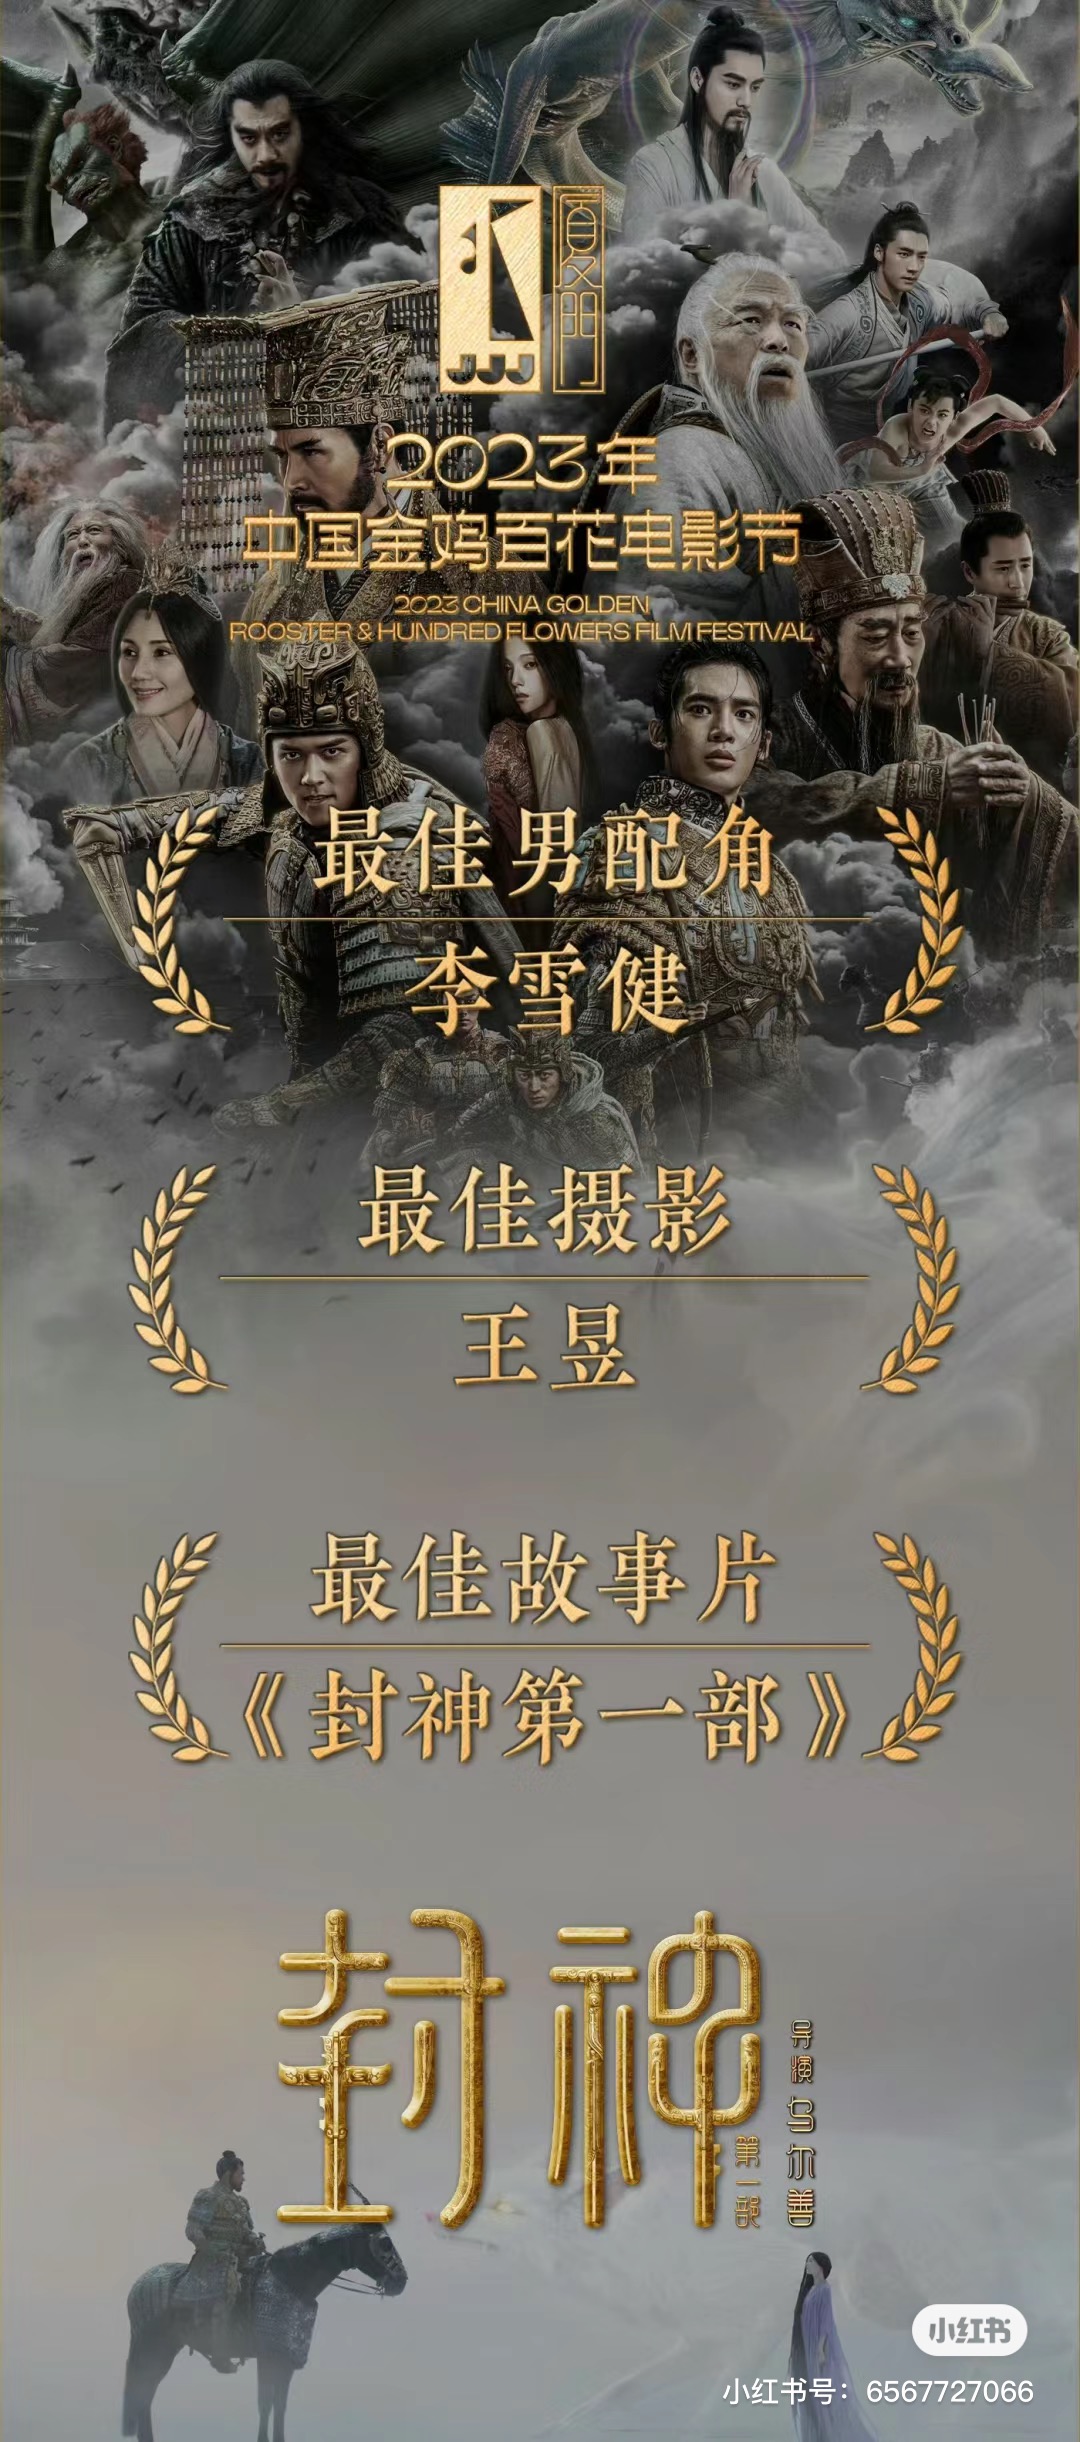 厦門
2023年
中国金鸡百花电影节
2023 CHINA GOLDEN
ROOSTER & HUNDRED FLOWERS FILM FESTIVAL
最佳男配角
李雪健
最佳摄影
王昱
最佳故事片
《封神第一部》
封神
第一部
导演乌尔善
小红书
小红书号：6567727066